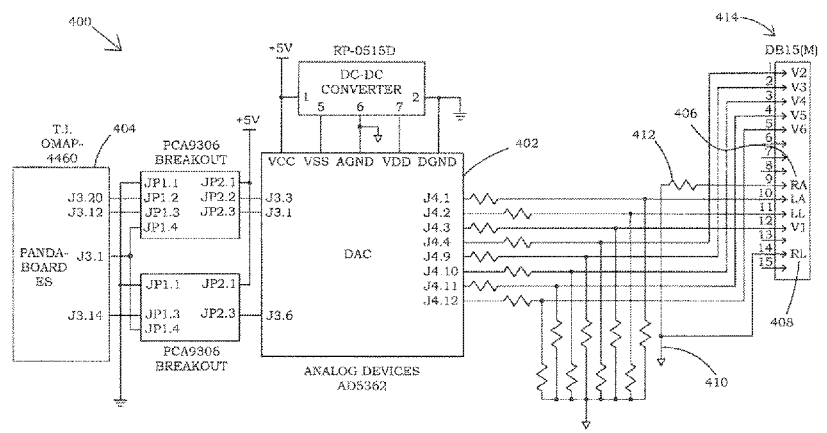 400
414
+5V
RP-0515D
DC-DC
CONVERTER
1
2
5
6
7
DB15(M)
T.I.
OMAP-
4460
404
PCA9306
BREAKOUT
+5V
VCC
VSS
AGND
VDD
DGND
402
412
406
1
2
3
4
5
6
7
8
9
10
11
12
13
14
15
V2
V3
V4
V5
V6
RA
LA
LL
V1
RL
PANDA-
BOARD
ES
J3.20
J3.12
J3.1
J3.14
JP1.1
JP1.2
JP1.3
JP1.4
JP2.1
JP2.2
JP2.3
JP1.1
JP1.3
JP1.4
JP2.1
JP2.3
PCA9306
BREAKOUT
J3.3
J3.1
J3.6
DAC
J4.1
J4.2
J4.3
J4.4
J4.9
J4.10
J4.11
J4.12
ANALOG DEVICES
AD5362
410
408